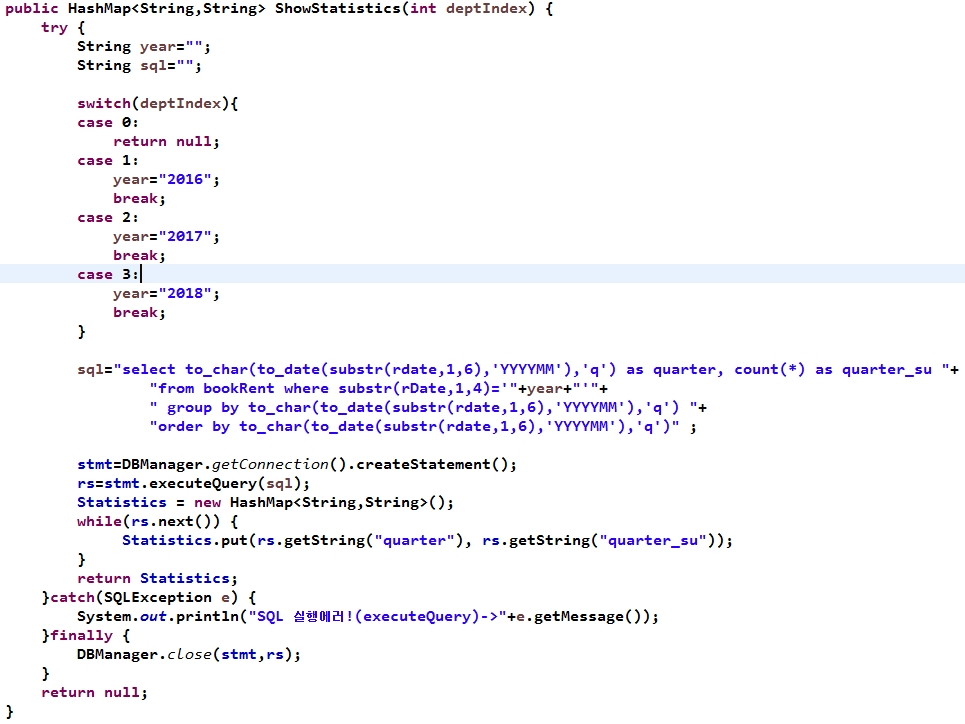 public HashMap<String,String> ShowStatistics(int deptIndex) {
try {
String year="";
String sql="";
switch(deptIndex){
case 0:
return null;
case 1:
year="2016";
break;
case 2:
year="2017";
break;
case 3:
year="2018";
break;
}
sql="select to_char(to_date(substr(rdate,1,6),'YYYYMM'),'q') as quarter, count(*) as quarter_su "+
"from bookRent where substr(rDate,1,4)='"+year+"'"+
" group by to_char(to_date(substr(rdate,1,6),'YYYYMM'),'q') "+
"order by to_char(to_date(substr(rdate,1,6),'YYYYMM'),'q')" ;
stmt=DBManager.getConnection().createStatement();
rs=stmt.executeQuery(sql);
Statistics = new HashMap<String,String>();
while(rs.next()) {
Statistics.put(rs.getString("quarter"), rs.getString("quarter_su"));
}
return Statistics;
}catch(SQLException e) {
System.out.println("SQL 실행에러!(executeQuery)->"+e.getMessage());
}finally {
DBManager.close(stmt,rs);
}
return null;
}